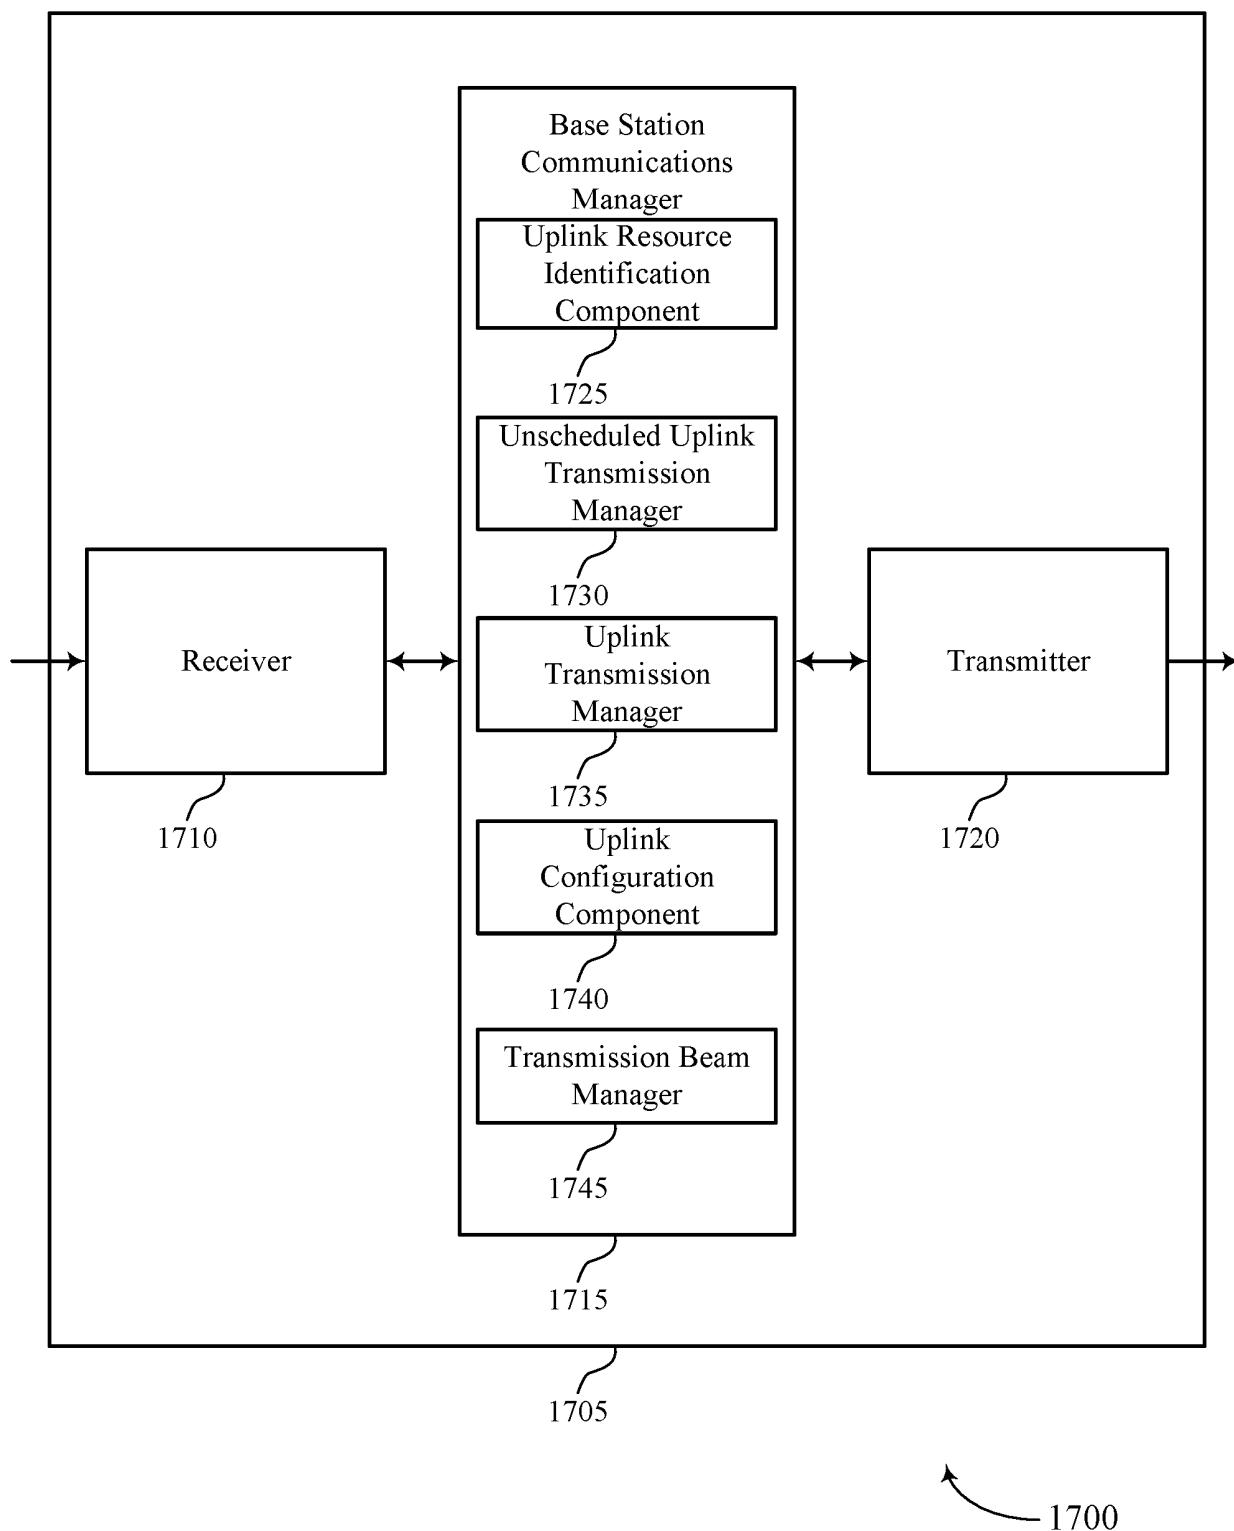 Base Station
Communications
Manager
Uplink Resource
Identification
Component
1725
Unscheduled Uplink
Transmission
Manager
1730
Receiver
1710
Uplink
Transmission
Manager
1735
Transmitter
1720
Uplink
Configuration
Component
1740
Transmission Beam
Manager
1745
1715
1705
1700